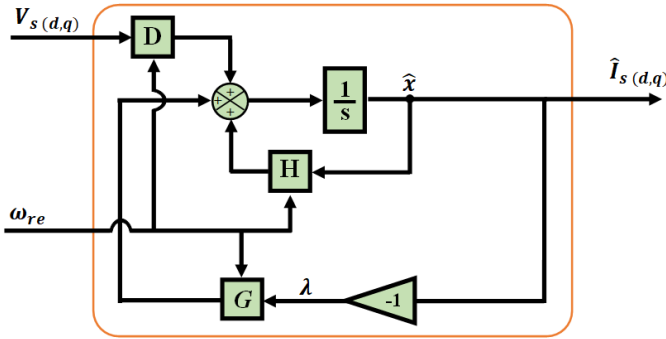 V_s (d,q)
D
Î_s (d,q)
+
+ +
+
1
s
x̂
H
ω_re
G
λ
-1